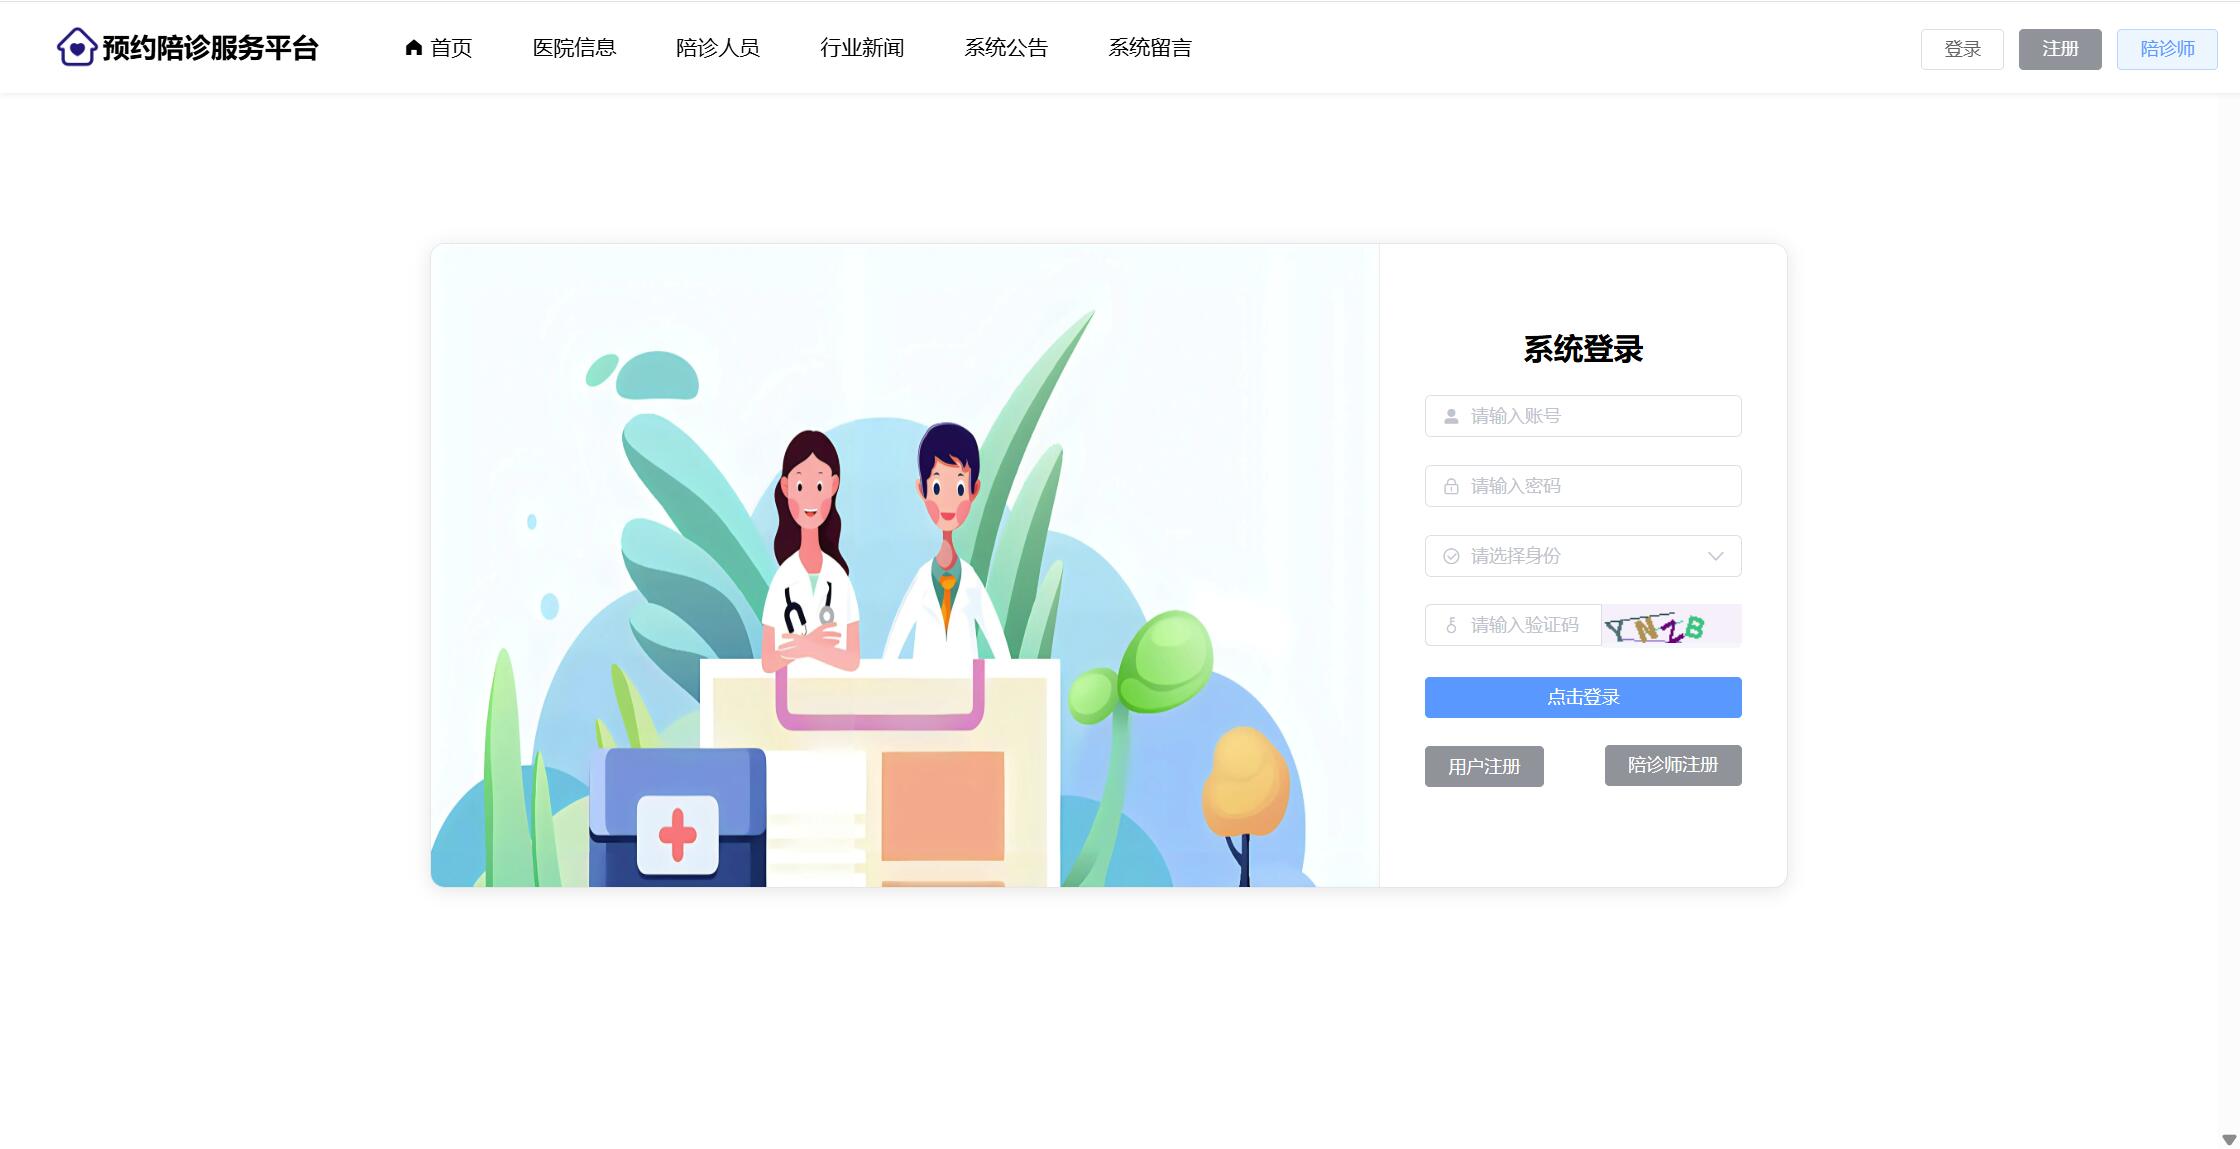 预约陪诊服务平台 首页 医院信息 陪诊人员 行业新闻 系统公告 系统留言 登录 注册 陪诊师
系统登录
请输入账号
请输入密码
请选择身份
请输入验证码 YNZB
点击登录
用户注册 陪诊师注册